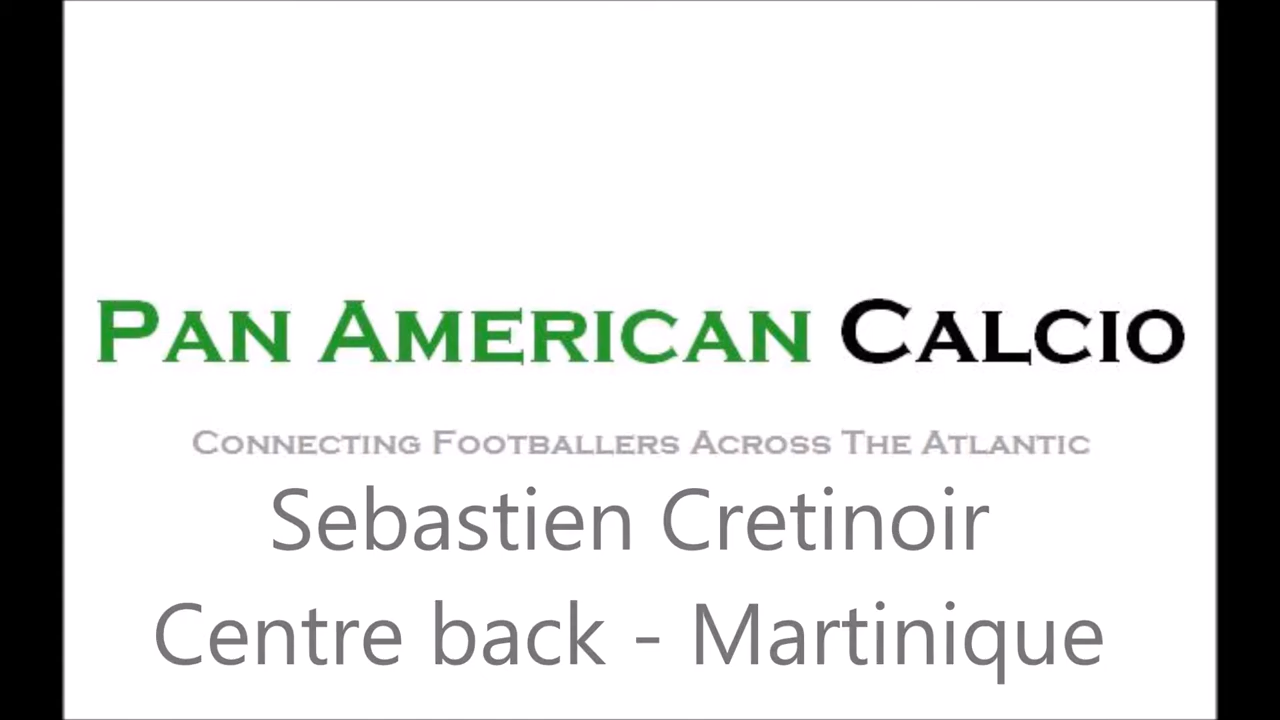 Pan American Calcio
Connecting Footballers Across The Atlantic
Sebastien Cretinoir
Centre back - Martinique